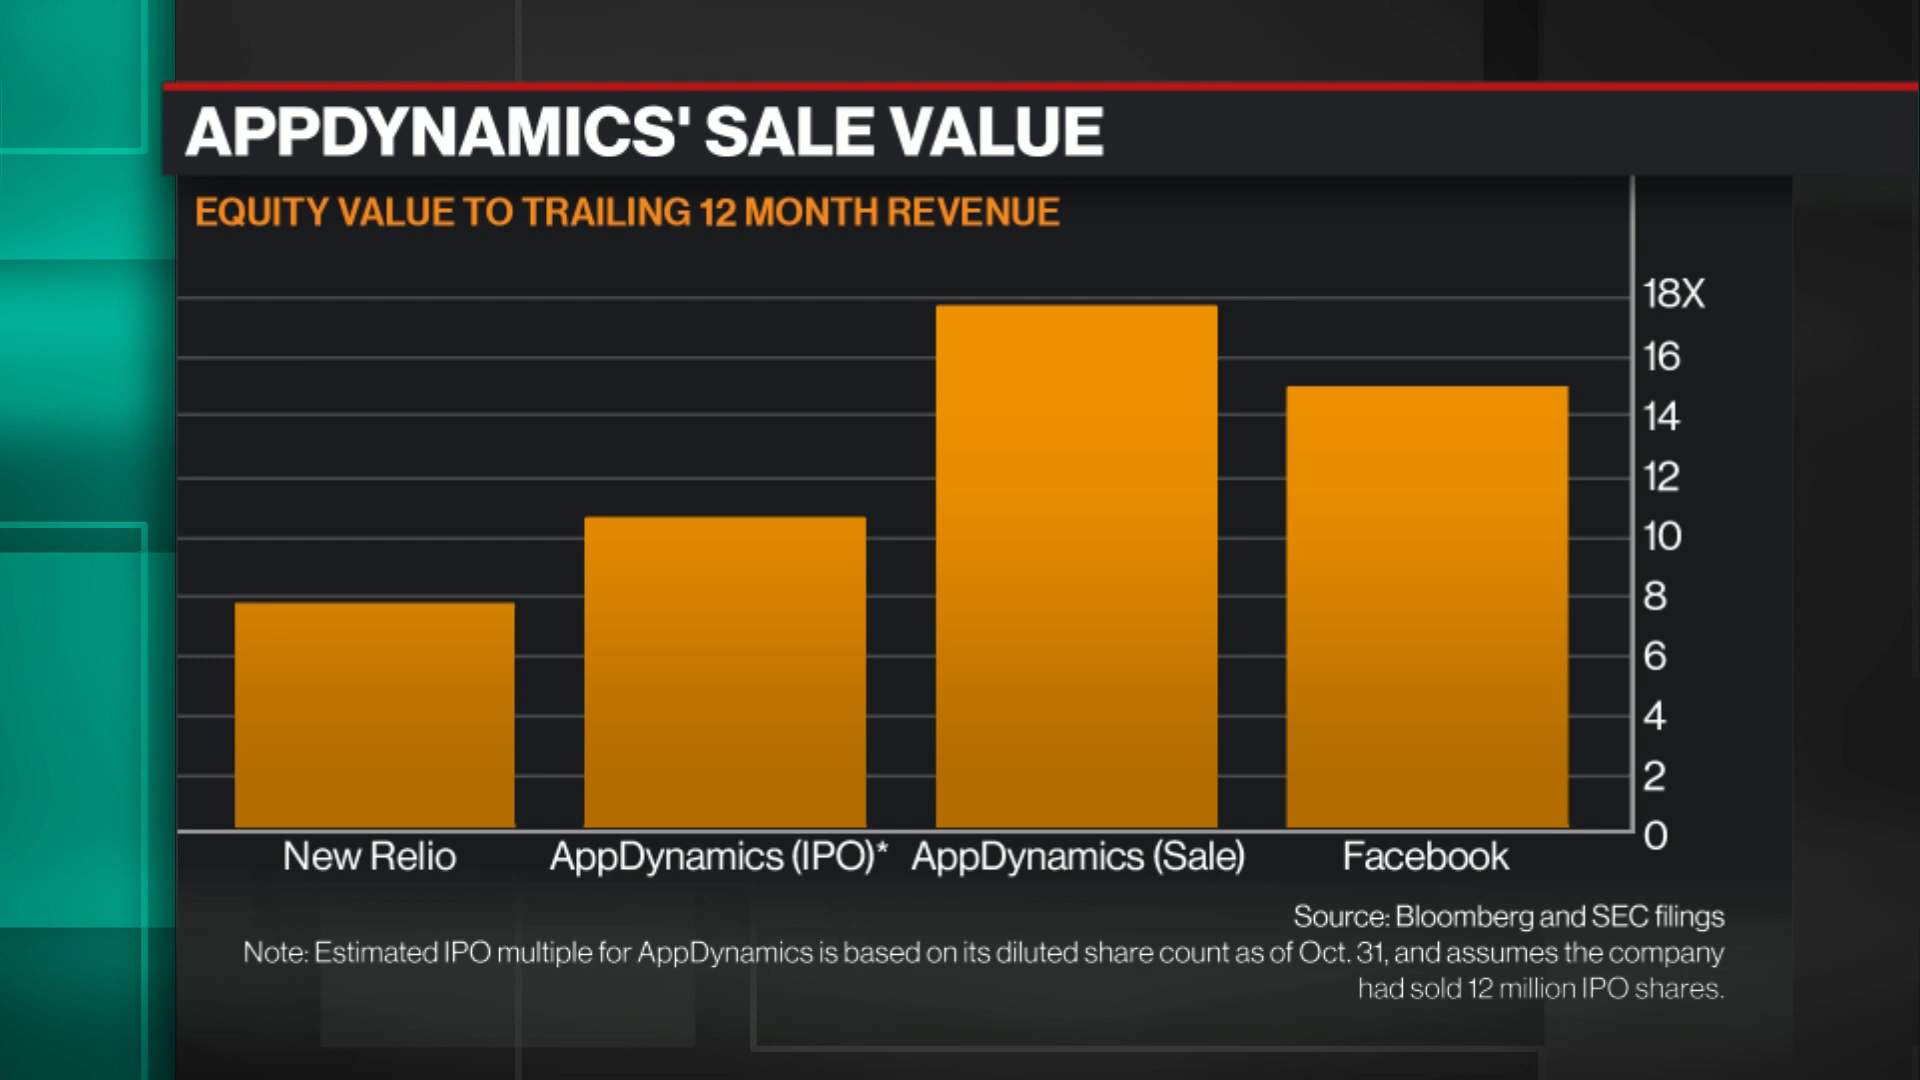 APPDYNAMICS' SALE VALUE
EQUITY VALUE TO TRAILING 12 MONTH REVENUE
18X
16
14
12
10
8
6
4
2
0
New Relio
AppDynamics (IPO)*
AppDynamics (Sale)
Facebook
Source: Bloomberg and SEC filings
Note: Estimated IPO multiple for AppDynamics is based on its diluted share count as of Oct. 31, and assumes the company
had sold 12 million IPO shares.